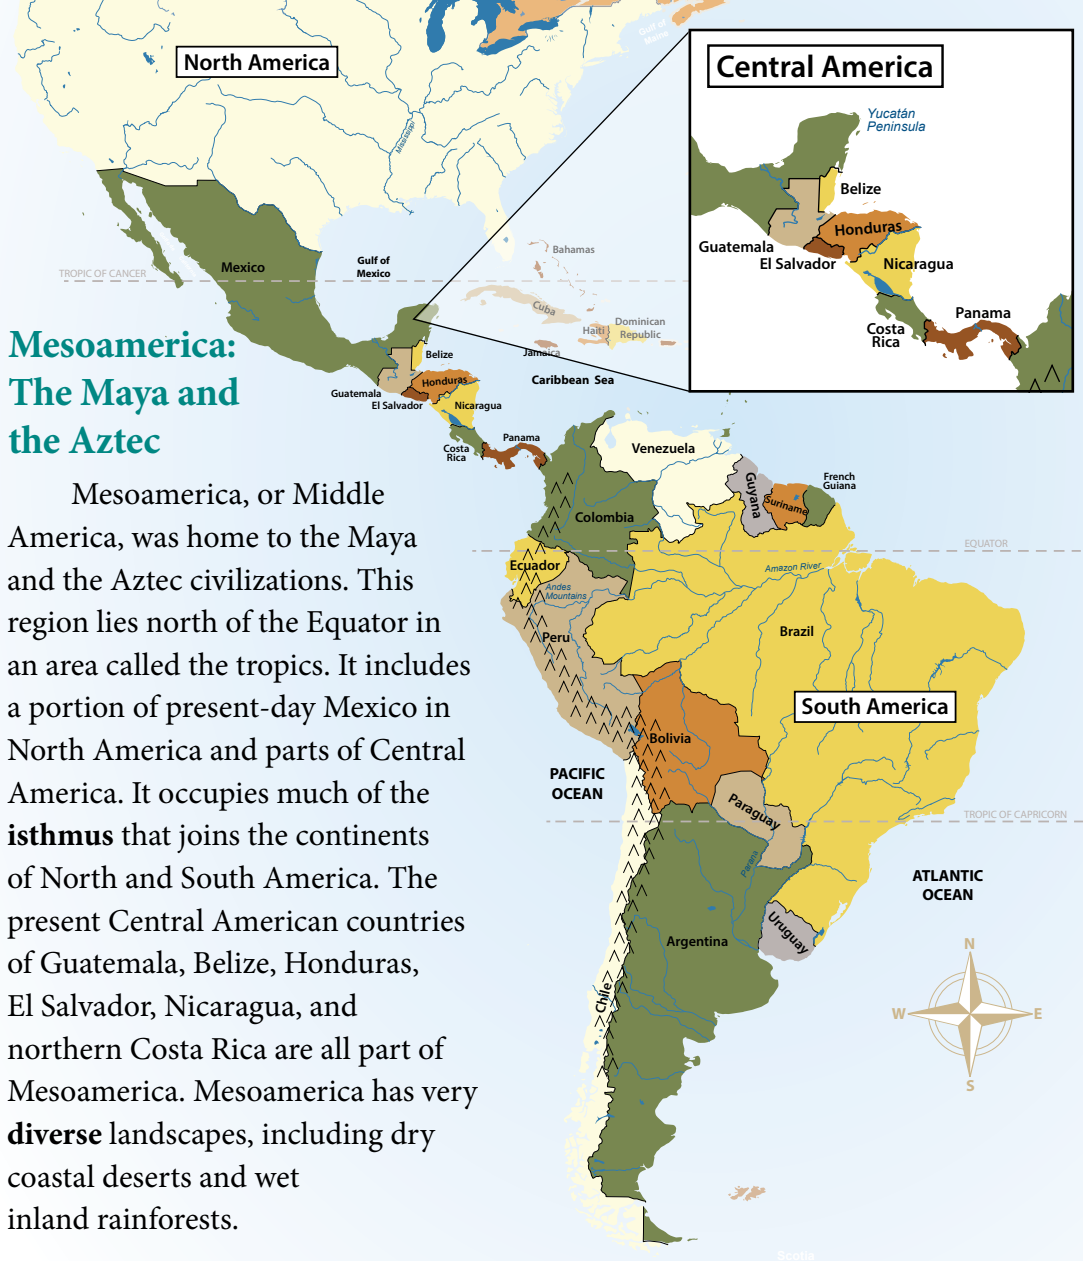 North America
Gulf of
Maine
Mississippi
Central America
Yucatán
Peninsula
Belize
Honduras
Guatemala
El Salvador
Nicaragua
Costa
Rica
Panama
Mexico
Gulf of
Mexico
TROPIC OF CANCER
Bahamas
Cuba
Haiti
Dominican
Republic
Jamaica
Caribbean Sea
Belize
Honduras
Guatemala
El Salvador
Nicaragua
Costa
Rica
Panama
Mesoamerica:
The Maya and
the Aztec
Mesoamerica, or Middle
America, was home to the Maya
and the Aztec civilizations. This
region lies north of the Equator in
an area called the tropics. It includes
a portion of present-day Mexico in
North America and parts of Central
America. It occupies much of the
isthmus that joins the continents
of North and South America. The
present Central American countries
of Guatemala, Belize, Honduras,
El Salvador, Nicaragua, and
northern Costa Rica are all part of
Mesoamerica. Mesoamerica has very
diverse landscapes, including dry
coastal deserts and wet
inland rainforests.
Venezuela
Guyana
Suriname
French
Guiana
Colombia
EQUATOR
Ecuador
Andes
Mountains
Amazon River
Peru
Brazil
South America
Bolivia
PACIFIC
OCEAN
Paraguay
TROPIC OF CAPRICORN
Paraná
ATLANTIC
OCEAN
Uruguay
Argentina
Chile
N
W
E
S
Scotia